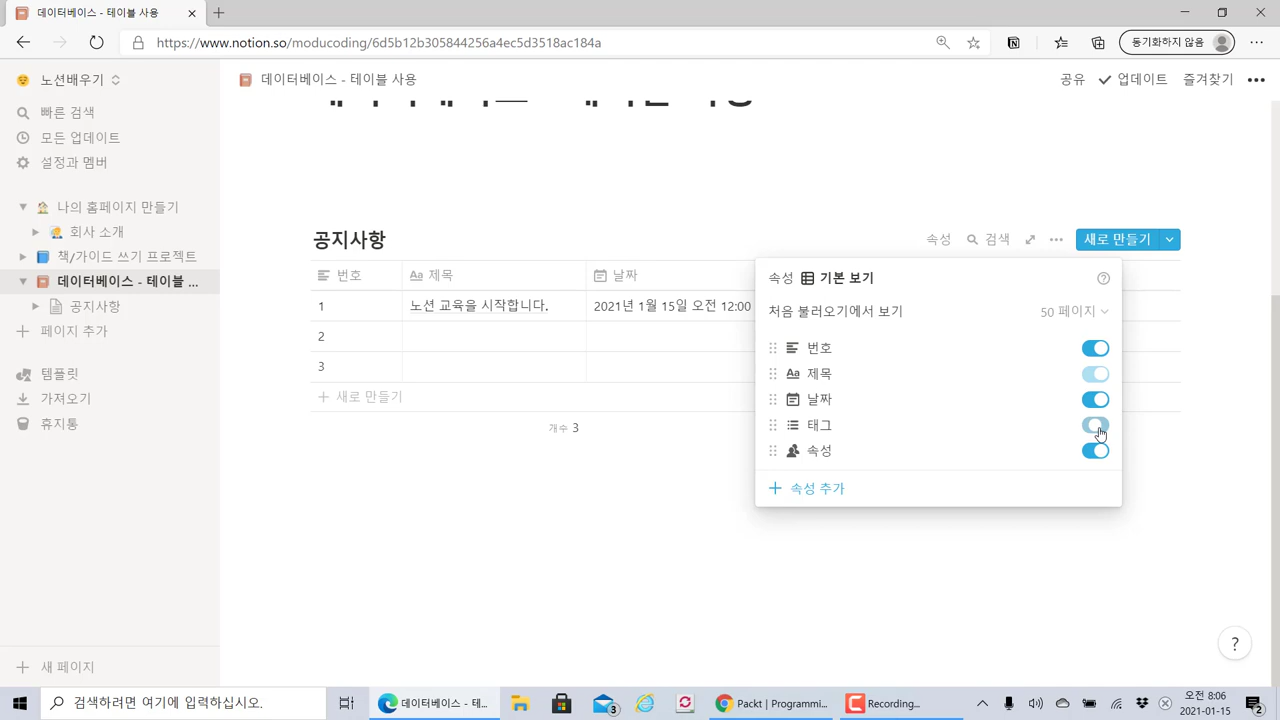 데이터베이스 - 테이블 사용
https://www.notion.so/moducoding/6d5b12b305844256a4ec5d3518ac184a
동기화하지 않음
노션배우기
데이터베이스 - 테이블 사용
공유
업데이트
즐겨찾기
빠른 검색
모든 업데이트
설정과 멤버
나의 홈페이지 만들기
회사 소개
책/가이드 쓰기 프로젝트
데이터베이스 - 테이블 ...
공지사항
페이지 추가
템플릿
가져오기
휴지통
새 페이지
공지사항
속성
검색
새로 만들기
번호
Aa 제목
날짜
1
노션 교육을 시작합니다.
2021년 1월 15일 오전 12:00
2
3
새로 만들기
개수 3
속성 기본 보기
처음 불러오기에서 보기
50 페이지
번호
Aa 제목
날짜
태그
속성
속성 추가
?
검색하려면 여기에 입력하십시오.
데이터베이스 - 테...
3
Packt | Programmi...
Recording...
오전 8:06
2021-01-15
2